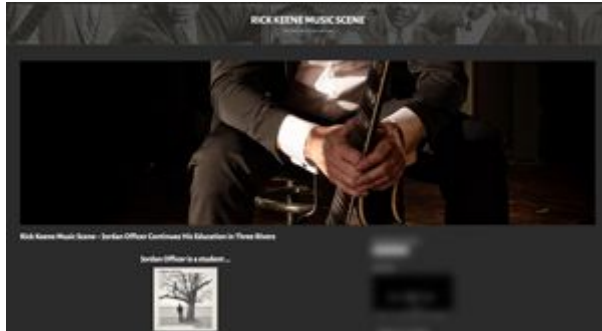 RICK KEENE MUSIC SCENE
Rick Keene Music Scene – Jordan Officer Continues His Education in Three Rivers
Jordan Officer is a student ...